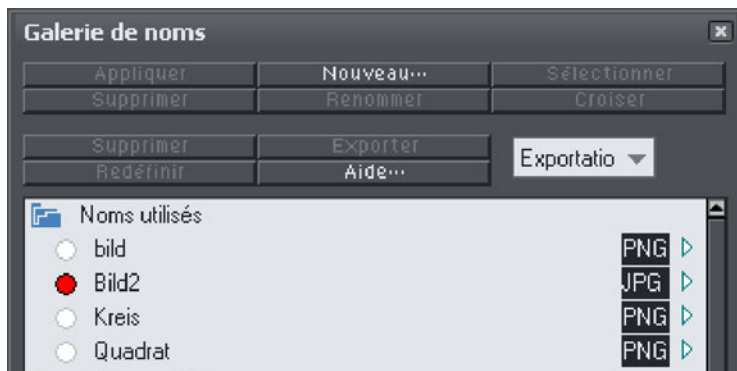 Galerie de noms
Appliquer Nouveau... Sélectionner
Supprimer Renommer Croiser
Supprimer Exporter Exportatio
Redéfinir Aide...
Noms utilisés
bild PNG
Bild2 JPG
Kreis PNG
Quadrat PNG